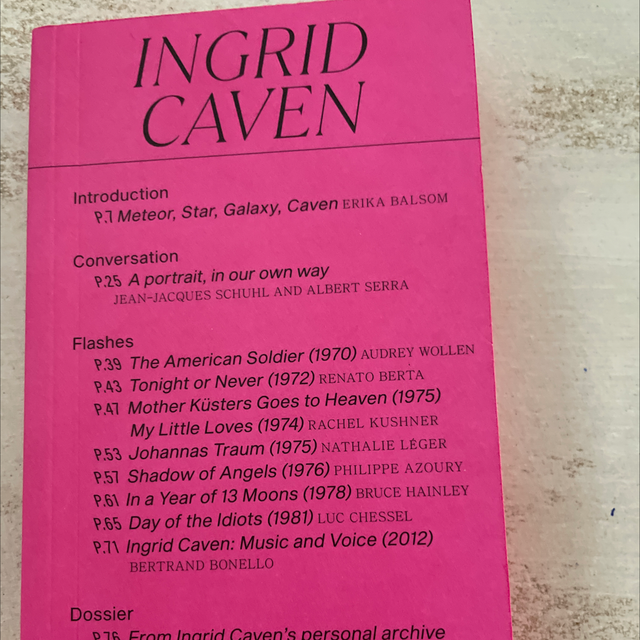 INGRID
CAVEN
Introduction
P.7 Meteor, Star, Galaxy, Caven ERIKA BALSOM
Conversation
P.25 A portrait, in our own way
JEAN-JACQUES SCHUHL AND ALBERT SERRA
Flashes
P.39 The American Soldier (1970) AUDREY WOLLEN
P.43 Tonight or Never (1972) RENATO BERTA
P.47 Mother Küsters Goes to Heaven (1975)
My Little Loves (1974) RACHEL KUSHNER
P.53 Johannas Traum (1975) NATHALIE LÉGER
P.57 Shadow of Angels (1976) PHILIPPE AZOURY
P.61 In a Year of 13 Moons (1978) BRUCE HAINLEY
P.65 Day of the Idiots (1981) LUC CHESSEL
P.71 Ingrid Caven: Music and Voice (2012)
BERTRAND BONELLO
Dossier
P.76 From Ingrid Caven's personal archive